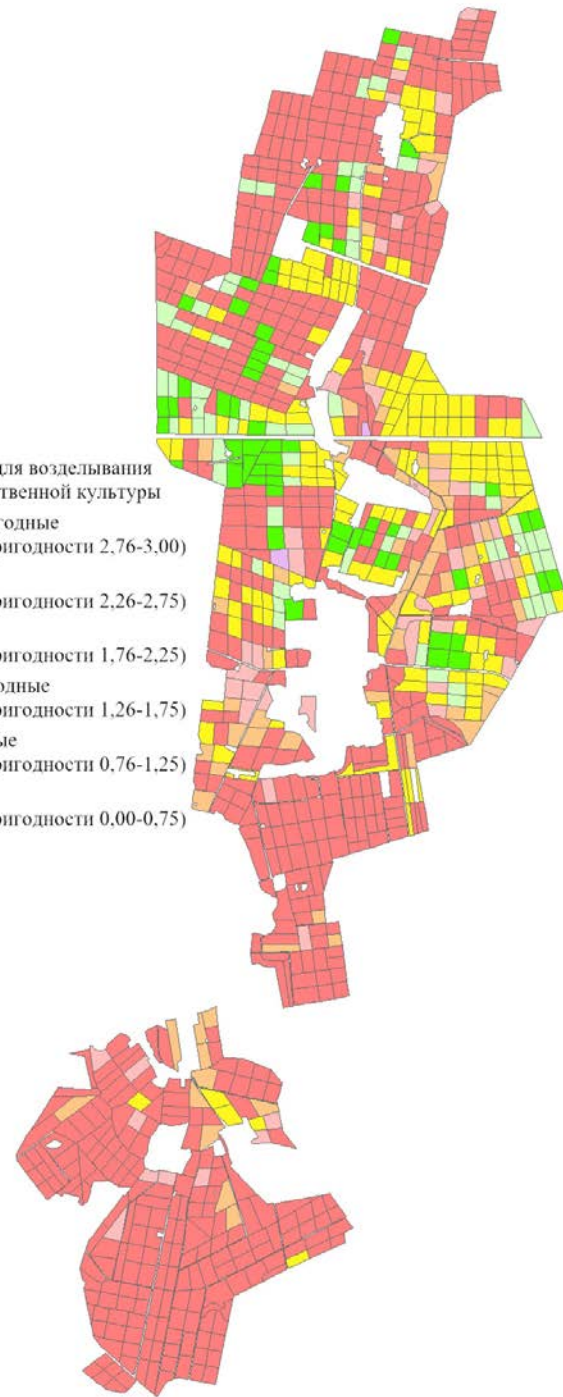 для возделывания
ственной культуры
годные
ригодности 2,76-3,00)
ригодности 2,26-2,75)
ригодности 1,76-2,25)
одные
ригодности 1,26-1,75)
ые
ригодности 0,76-1,25)
ригодности 0,00-0,75)